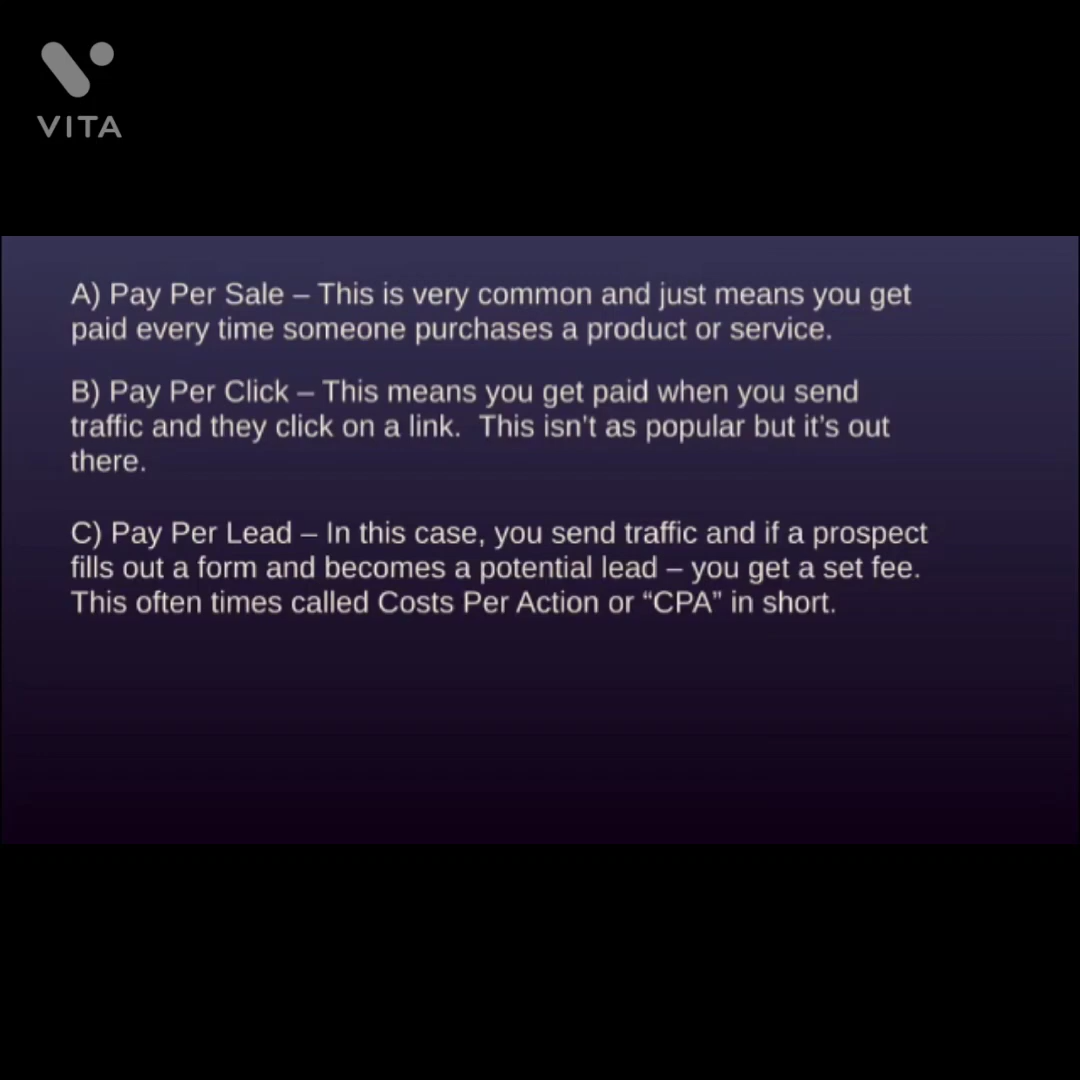 VITA
A) Pay Per Sale – This is very common and just means you get
paid every time someone purchases a product or service.
B) Pay Per Click – This means you get paid when you send
traffic and they click on a link.  This isn’t as popular but it’s out
there.
C) Pay Per Lead – In this case, you send traffic and if a prospect
fills out a form and becomes a potential lead – you get a set fee.
This often times called Costs Per Action or “CPA” in short.